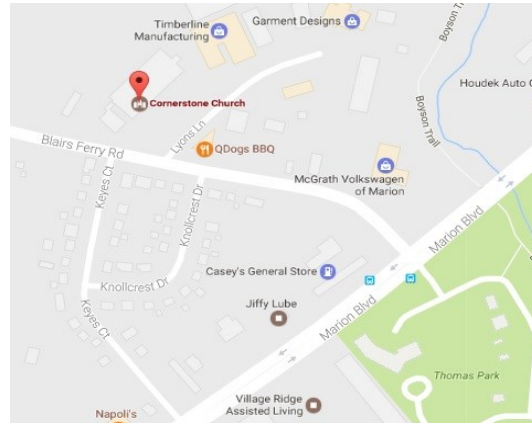 Timberline
Manufacturing
Garment Designs
Boyson Trail
Houdek Auto C
Boyson Trail
Cornerstone Church
Lyons Ln
Blairs Ferry Rd
QDogs BBQ
Keyes Ct
Knollcrest Dr
McGrath Volkswagen
of Marion
Marion Blvd
Casey's General Store
Knollcrest Dr
Keyes Ct
Jiffy Lube
Marion Blvd
Thomas Park
Village Ridge
Assisted Living
Napoli's